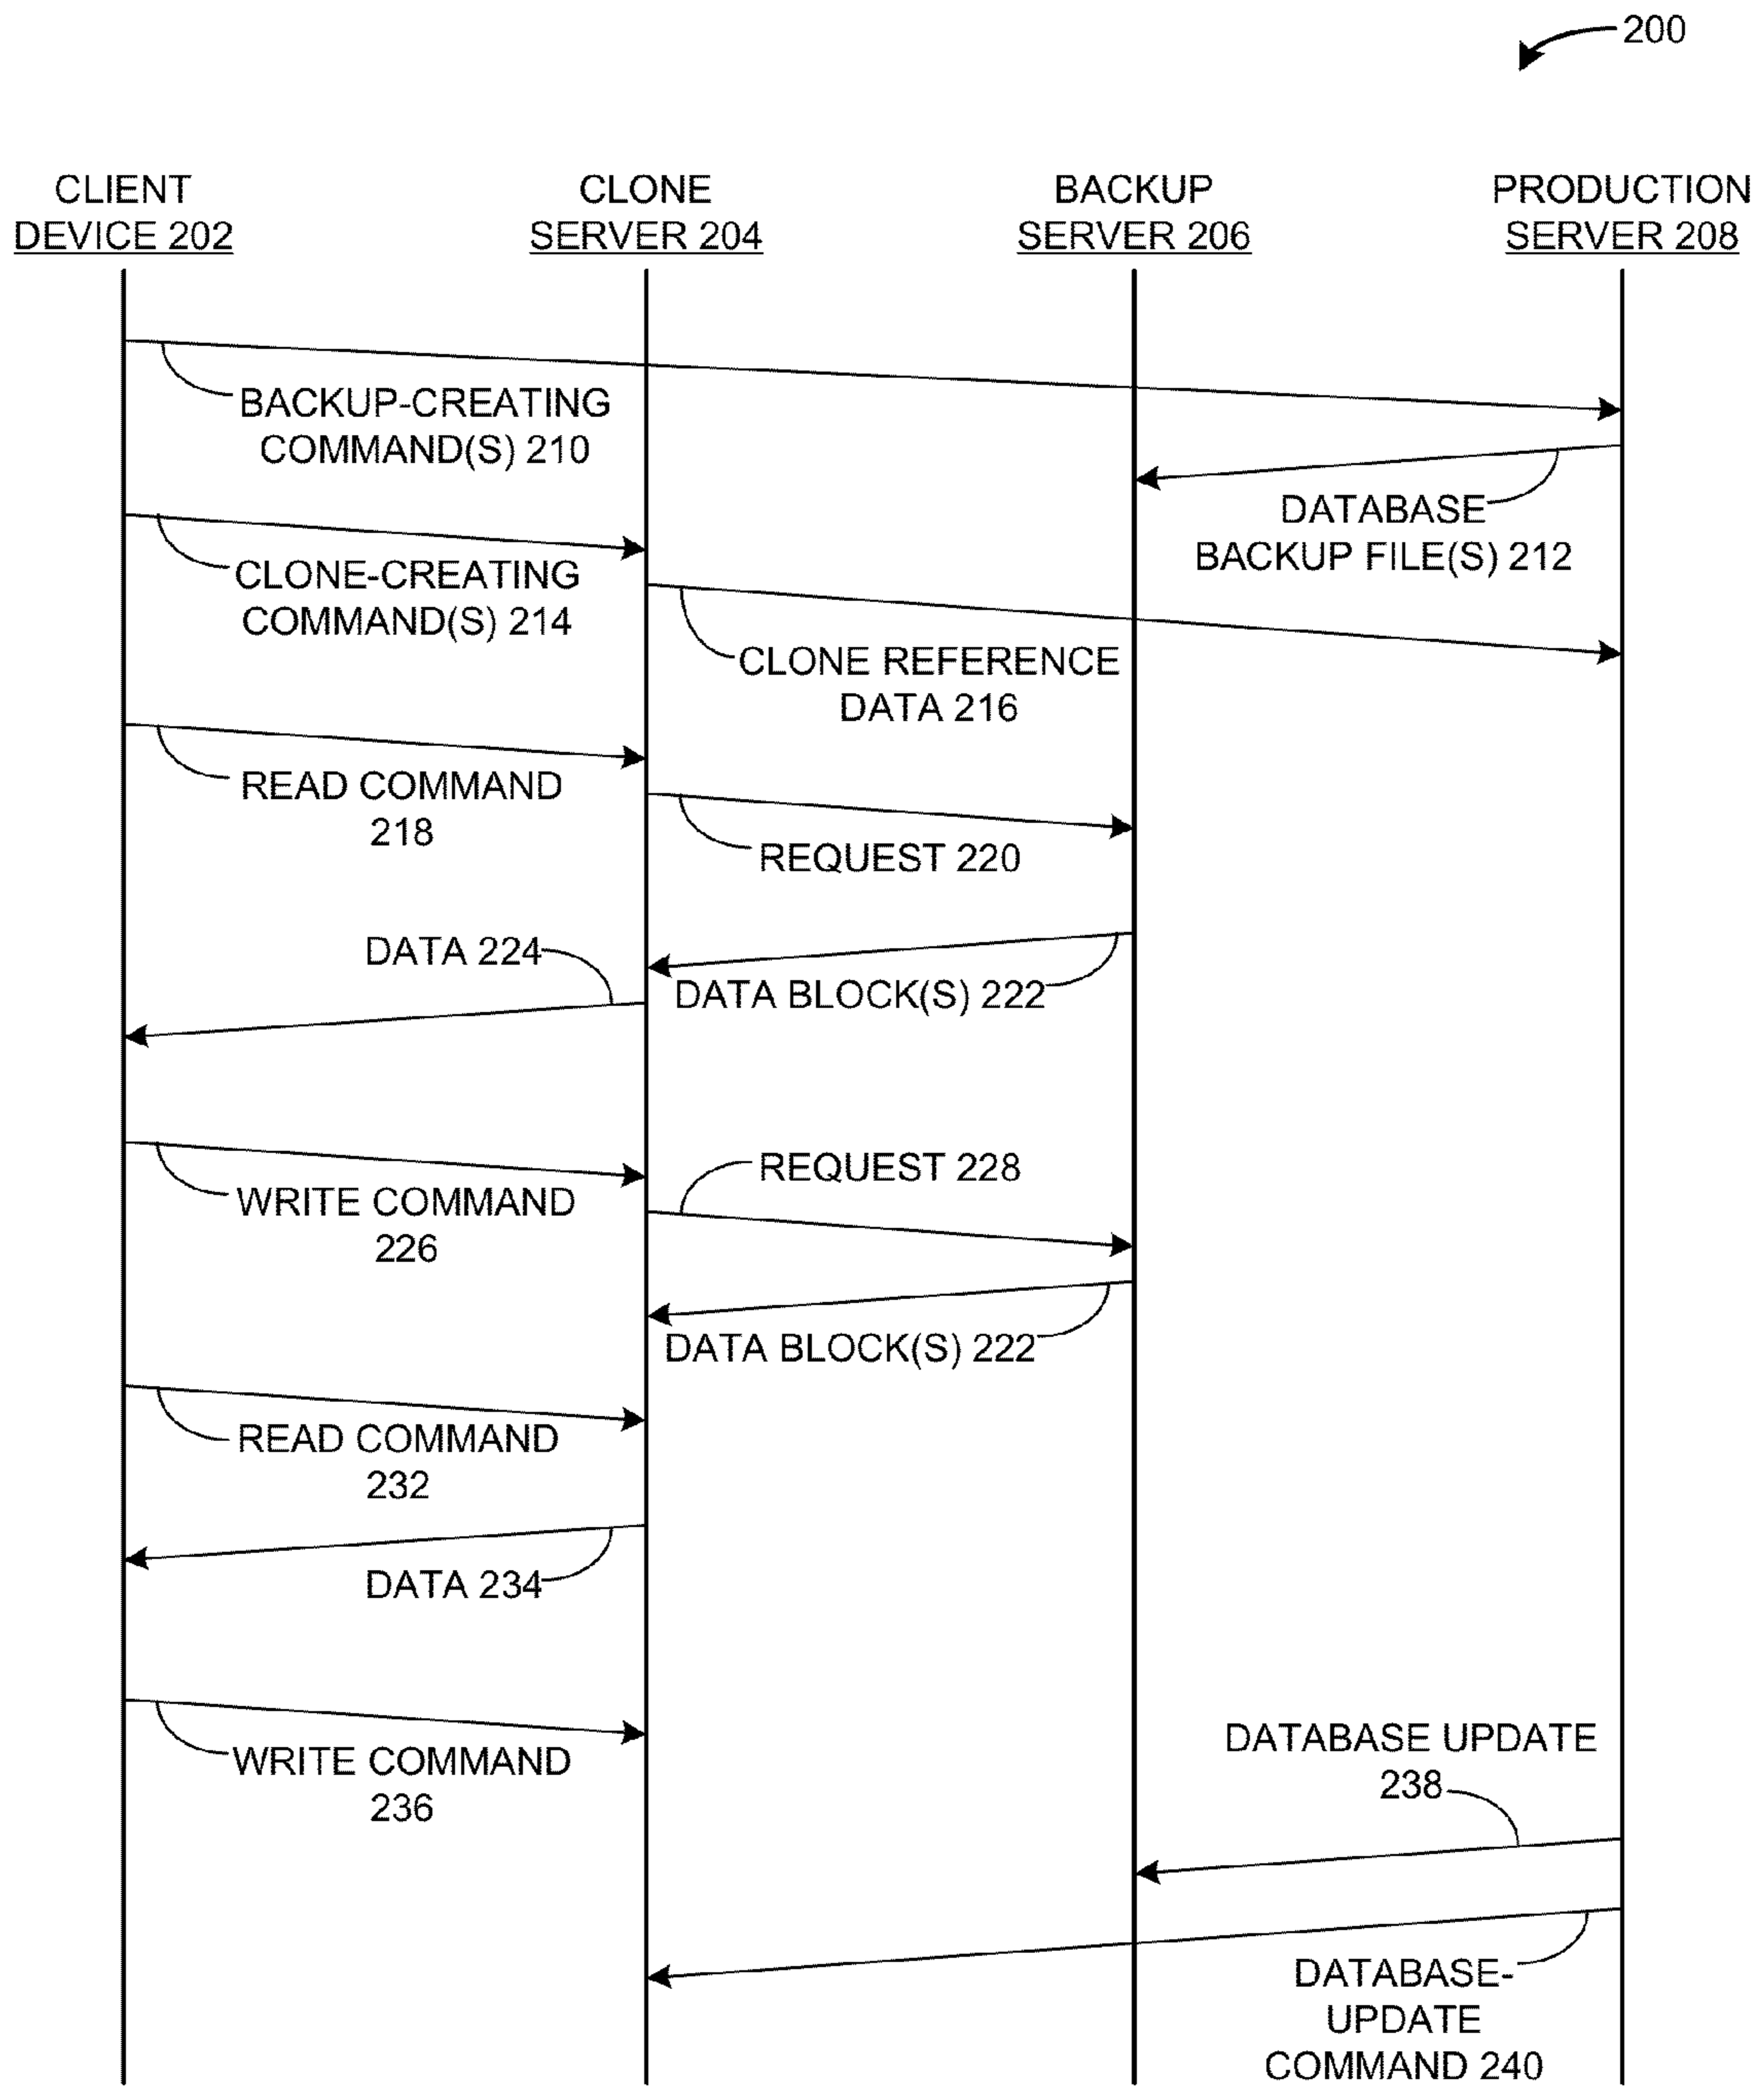 200
CLIENT
DEVICE 202
CLONE
SERVER 204
BACKUP
SERVER 206
PRODUCTION
SERVER 208
BACKUP-CREATING
COMMAND(S) 210
DATABASE
BACKUP FILE(S) 212
CLONE-CREATING
COMMAND(S) 214
CLONE REFERENCE
DATA 216
READ COMMAND
218
REQUEST 220
DATA 224
DATA BLOCK(S) 222
WRITE COMMAND
226
REQUEST 228
DATA BLOCK(S) 222
READ COMMAND
232
DATA 234
WRITE COMMAND
236
DATABASE UPDATE
238
DATABASE-
UPDATE
COMMAND 240